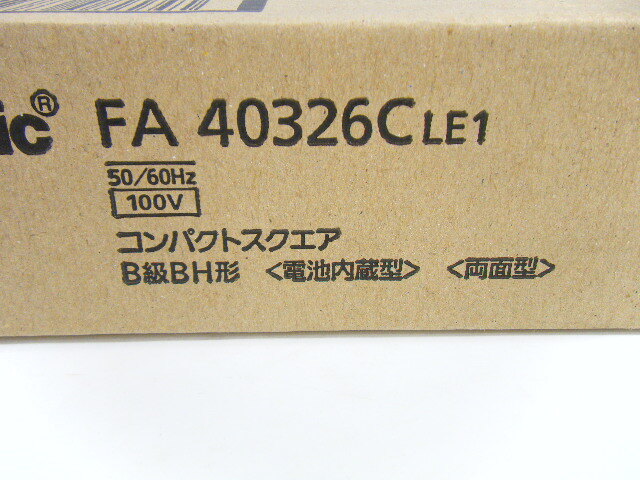 ic® FA 40326C LE1
50/60Hz
100V
コンパクトスクエア
B級BH形 <電池内蔵型> <両面型>